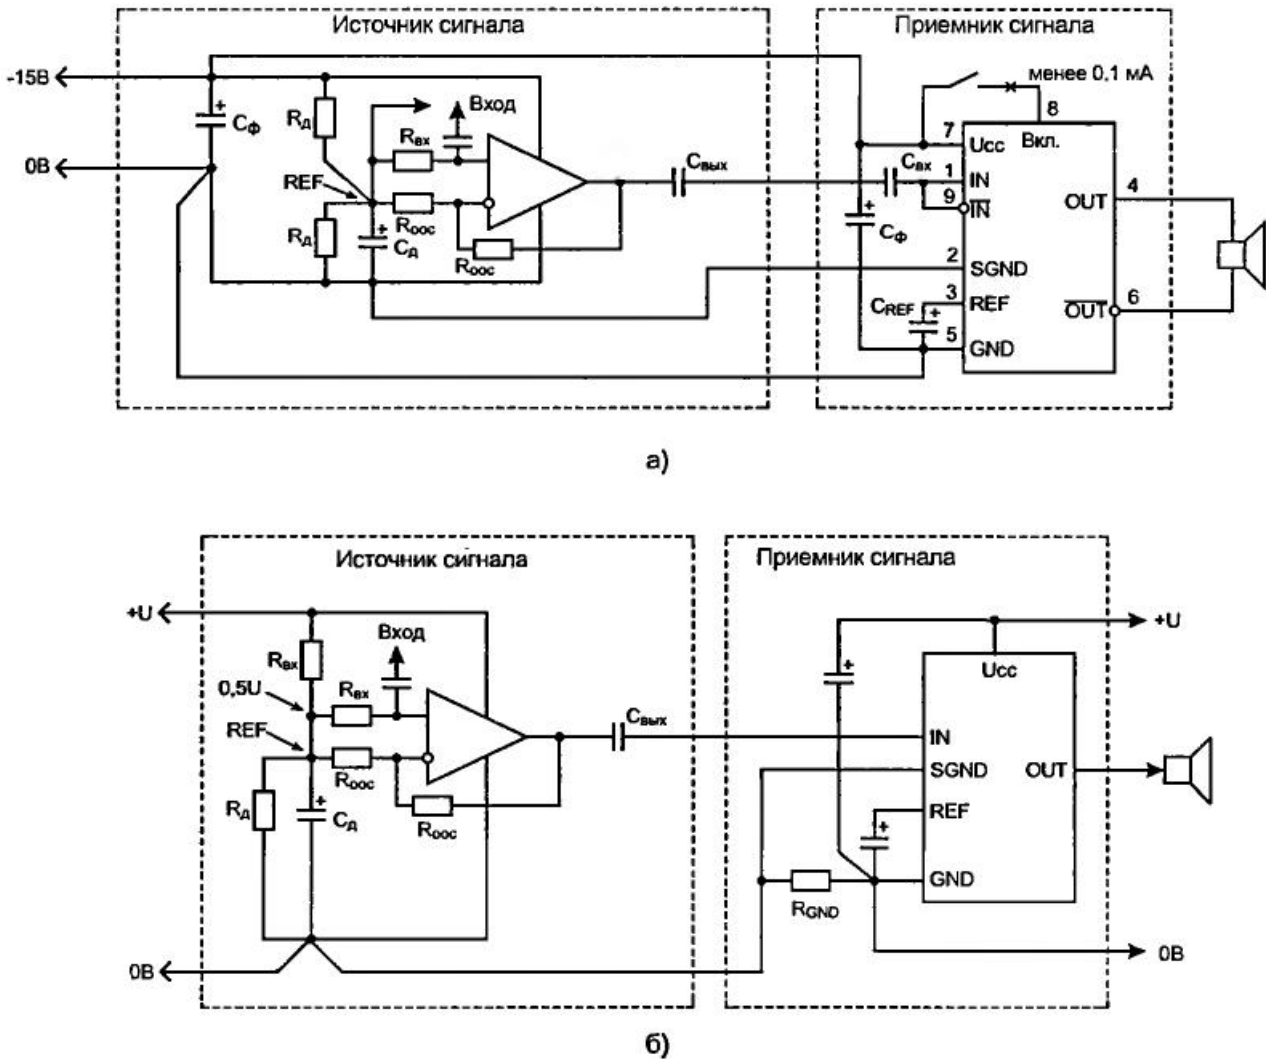 Источник сигнала
Приемник сигнала
-15В
менее 0,1 мА
Cф
Rд
Вход
Rвх
8
7
Ucc
Вкл.
0В
Cвых
Cвх
1
IN
9
IN
OUT
4
REF
Rоос
Rд
Cд
Rоос
Cф
2
SGND
3
REF
CREF
OUT
6
5
GND
а)
Источник сигнала
Приемник сигнала
+U
+U
Вход
Rвх
Ucc
0,5U
Rвх
REF
Cвых
IN
Rоос
SGND
OUT
Rд
Cд
Rоос
REF
GND
RGND
0В
0В
б)